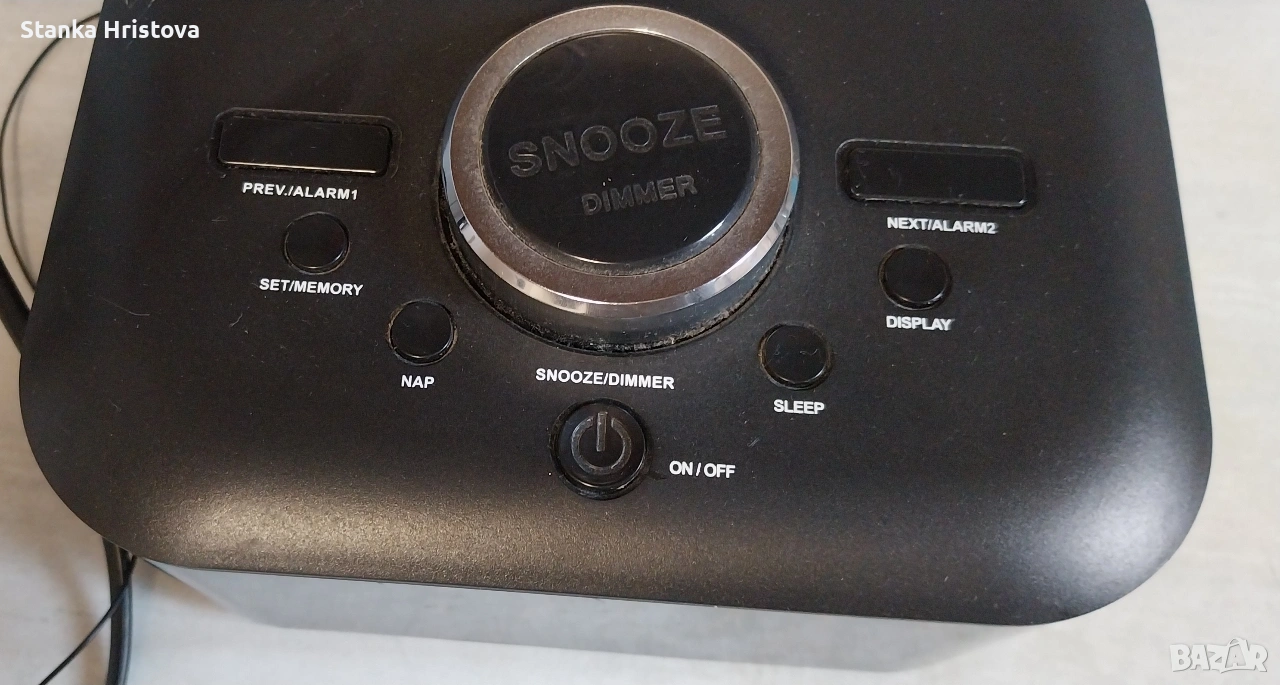 Stanka Hristova
SNOOZE
DIMMER
PREV./ALARM1
NEXT/ALARM2
SET/MEMORY
DISPLAY
NAP
SNOOZE/DIMMER
SLEEP
ON/OFF
BAZAR